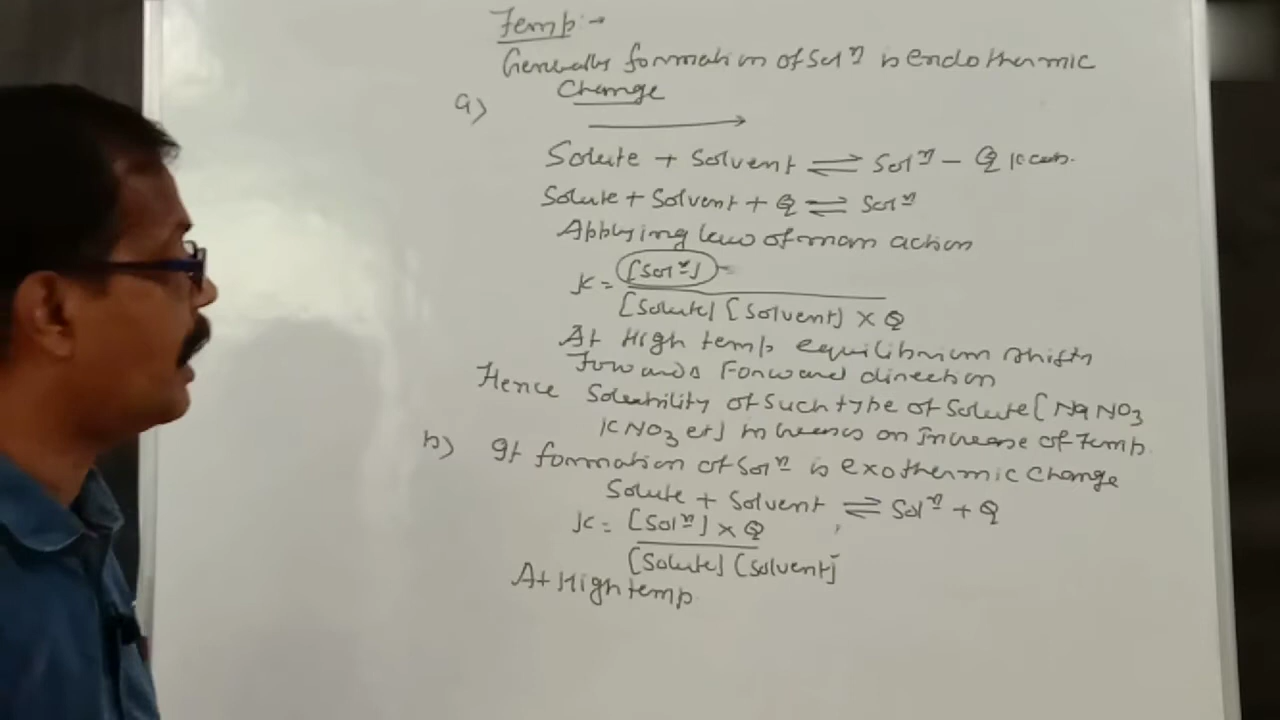 Temp:→
Generally formation of Solⁿ is endothermic
Change
a)
Solute + Solvent ⇌ Solⁿ - Q kcal.
Solute + Solvent + Q ⇌ Solⁿ
Applying law of mass action
K = [Solⁿ]
[Solute] [Solvent] × Q
At High temp equilibrium shifts
Towards Forward direction
Hence Solubility of Such type of Solute [NaNO3
KNO3 etc] increases on increase of Temp.
b) If formation of Solⁿ is exothermic change
Solute + Solvent ⇌ Solⁿ + Q
K = [Solⁿ] × Q
[Solute] [Solvent]
At High temp